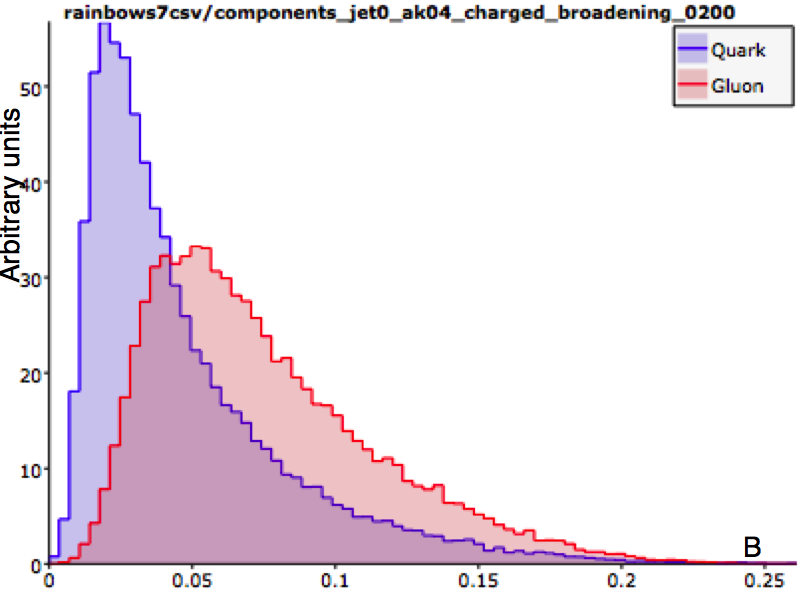 rainbows7csv/components_jet0_ak04_charged_broadening_0200
Quark
Gluon
Arbitrary units
50
40
30
20
10
0
B
0 0.05 0.1 0.15 0.2 0.25